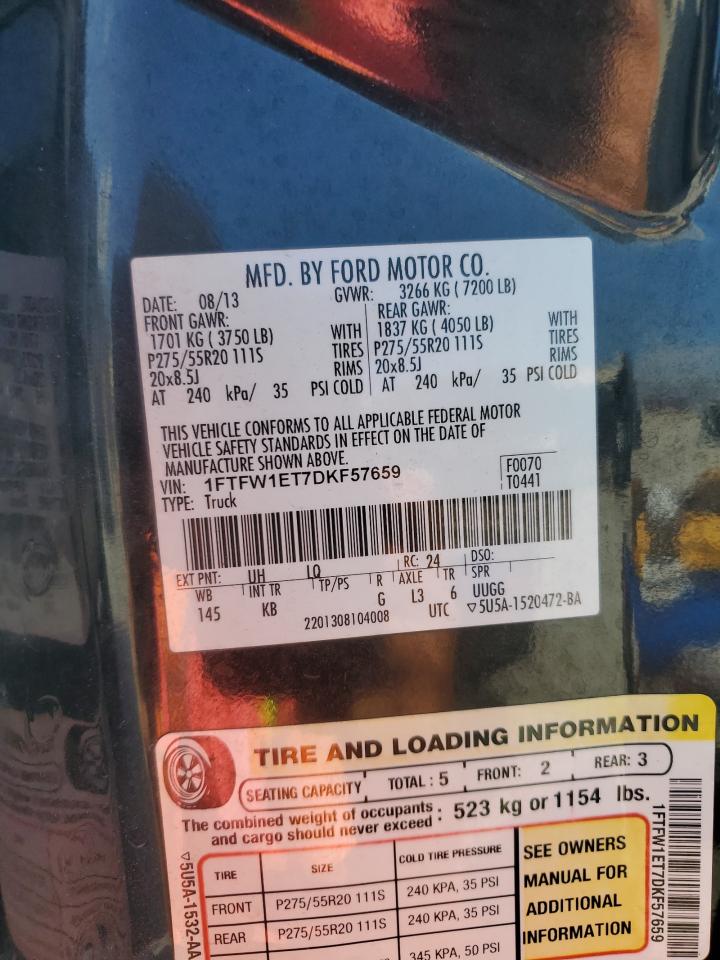 MFD. BY FORD MOTOR CO.
DATE: 08/13 GVWR: 3266 KG ( 7200 LB)
FRONT GAWR: REAR GAWR:
1701 KG ( 3750 LB) WITH 1837 KG ( 4050 LB) WITH
P275/55R20 111S TIRES P275/55R20 111S TIRES
20x8.5J RIMS 20x8.5J RIMS
AT 240 kPa/ 35 PSI COLD AT 240 kPa/ 35 PSI COLD
THIS VEHICLE CONFORMS TO ALL APPLICABLE FEDERAL MOTOR
VEHICLE SAFETY STANDARDS IN EFFECT ON THE DATE OF
MANUFACTURE SHOWN ABOVE.
VIN: 1FTFW1ET7DKF57659 F0070
TYPE: Truck T0441
EXT PNT: UH LQ RC: 24 DSO:
WB INT TR TP/PS R AXLE TR SPR
145 KB G L3 6 UUGG
2201308104008 UTC ▽5U5A-1520472-BA
TIRE AND LOADING INFORMATION
SEATING CAPACITY TOTAL : 5 FRONT: 2 REAR: 3
The combined weight of occupants
and cargo should never exceed : 523 kg or 1154 lbs.
TIRE SIZE COLD TIRE PRESSURE
FRONT P275/55R20 111S 240 KPA, 35 PSI
REAR P275/55R20 111S 240 KPA, 35 PSI
345 KPA, 50 PSI
SEE OWNERS
MANUAL FOR
ADDITIONAL
INFORMATION
▽5U5A-1532-AA
1FTFW1ET7DKF57659